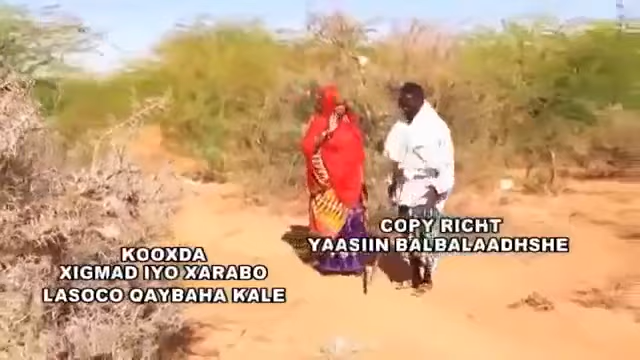 KOOXDA
XIGMAD IYO XARABO
LASOCO QAYBAHA KALE
COPY RICHT
YAASIIN BALBALAADHSHE